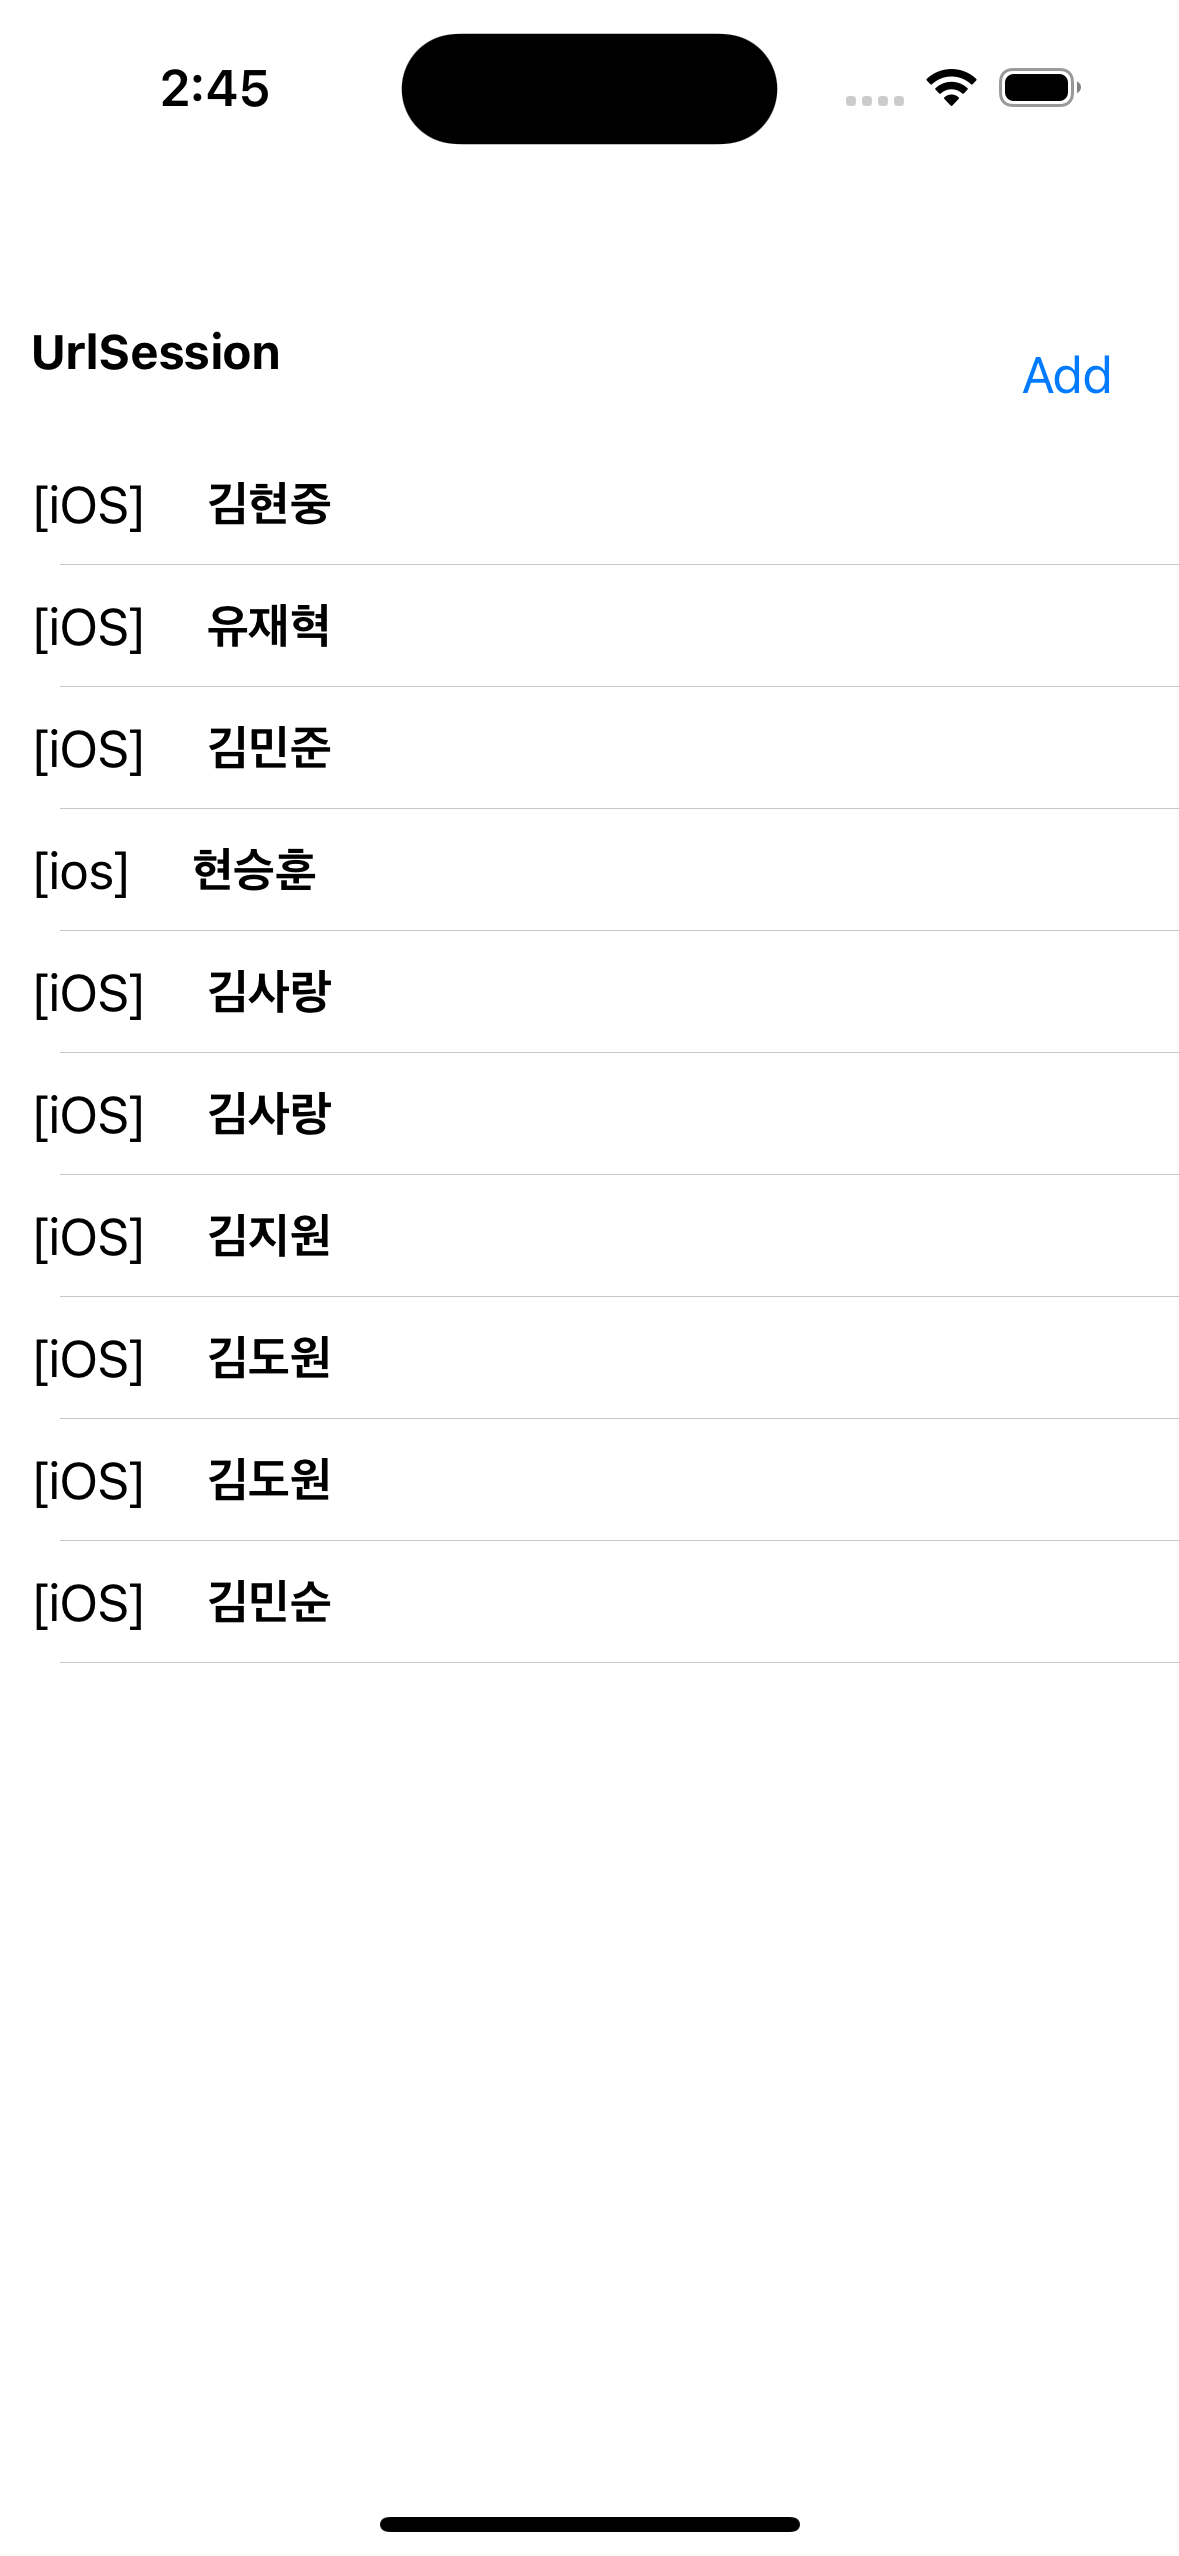 2:45
UrlSession
Add
[iOS] 김현중
[iOS] 유재혁
[iOS] 김민준
[ios] 현승훈
[iOS] 김사랑
[iOS] 김사랑
[iOS] 김지원
[iOS] 김도원
[iOS] 김도원
[iOS] 김민순